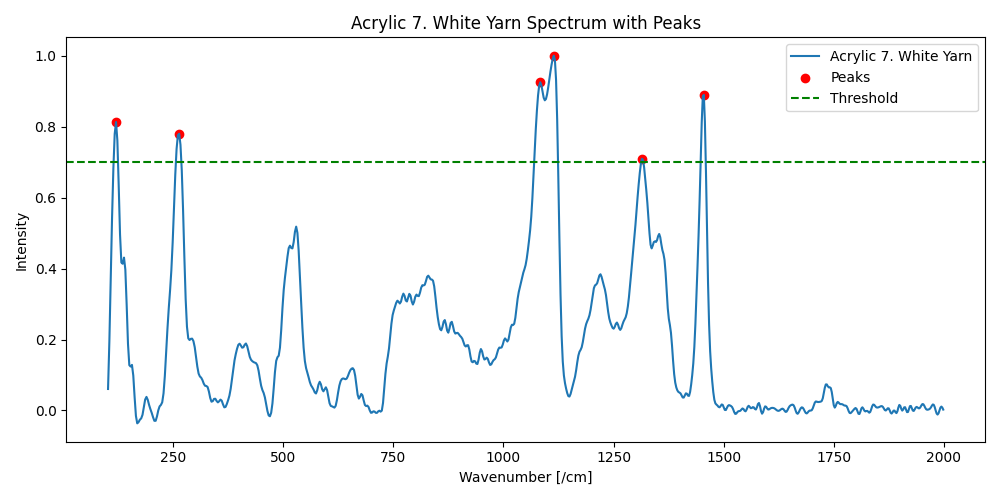 Acrylic 7. White Yarn Spectrum with Peaks
Acrylic 7. White Yarn
Peaks
Threshold
Intensity
1.0
0.8
0.6
0.4
0.2
0.0
250
500
750
1000
1250
1500
1750
2000
Wavenumber [/cm]